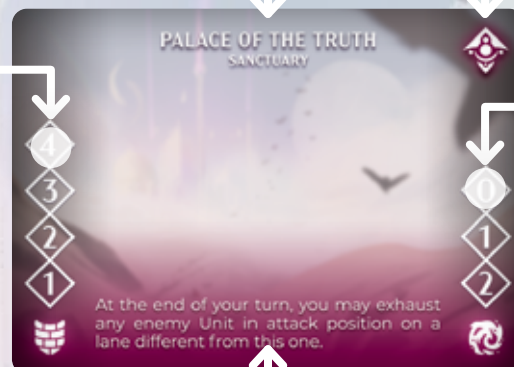 PALACE OF THE TRUTH
SANCTUARY
4
3
2
1
0
1
2
At the end of your turn, you may exhaust
any enemy Unit in attack position on a
lane different from this one.